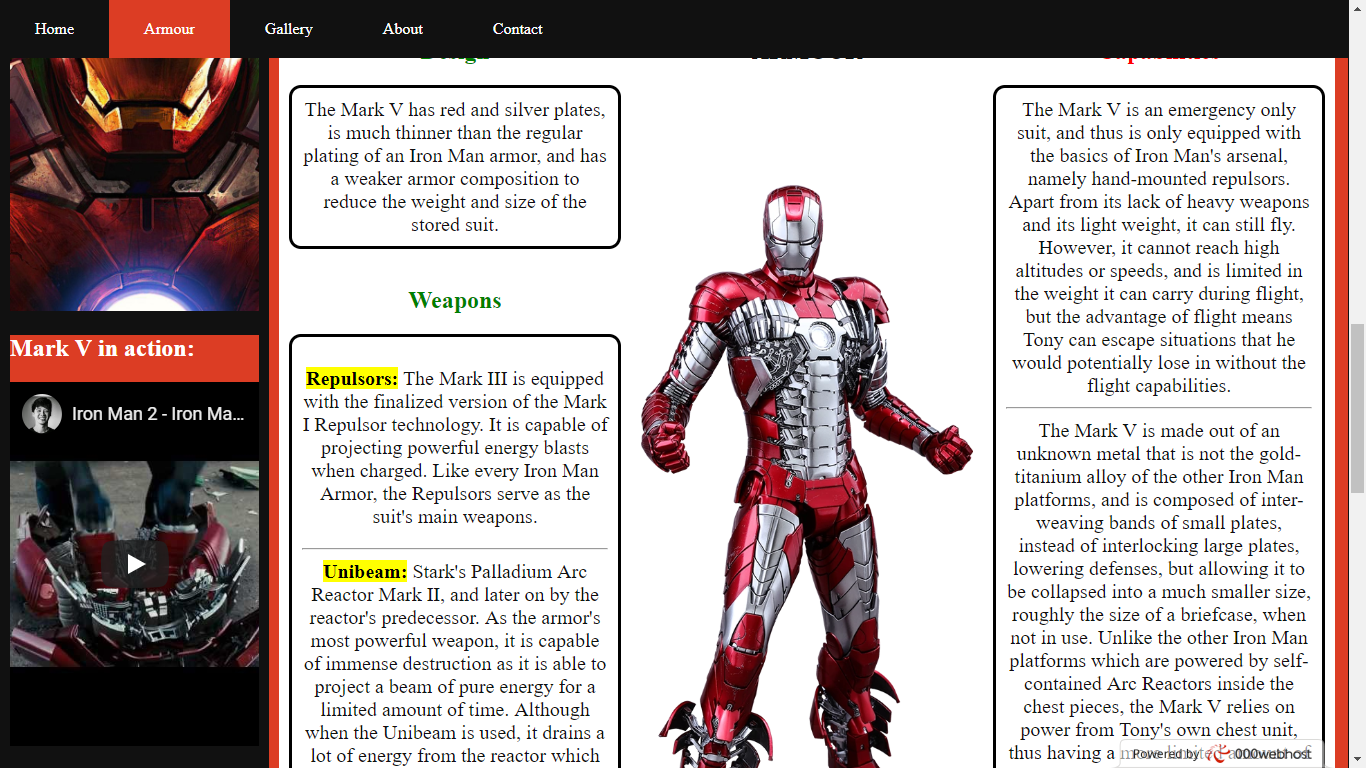 Home
Armour
Gallery
About
Contact
Mark V in action:
Iron Man 2 - Iron Ma...
Design
The Mark V has red and silver plates,
is much thinner than the regular
plating of an Iron Man armor, and has
a weaker armor composition to
reduce the weight and size of the
stored suit.
Weapons
Repulsors: The Mark III is equipped
with the finalized version of the Mark
I Repulsor technology. It is capable of
projecting powerful energy blasts
when charged. Like every Iron Man
Armor, the Repulsors serve as the
suit's main weapons.
Unibeam: Stark's Palladium Arc
Reactor Mark II, and later on by the
reactor's predecessor. As the armor's
most powerful weapon, it is capable
of immense destruction as it is able to
project a beam of pure energy for a
limited amount of time. Although
when the Unibeam is used, it drains a
lot of energy from the reactor which
Capabilities
The Mark V is an emergency only
suit, and thus is only equipped with
the basics of Iron Man's arsenal,
namely hand-mounted repulsors.
Apart from its lack of heavy weapons
and its light weight, it can still fly.
However, it cannot reach high
altitudes or speeds, and is limited in
the weight it can carry during flight,
but the advantage of flight means
Tony can escape situations that he
would potentially lose in without the
flight capabilities.
The Mark V is made out of an
unknown metal that is not the gold-
titanium alloy of the other Iron Man
platforms, and is composed of inter-
weaving bands of small plates,
instead of interlocking large plates,
lowering defenses, but allowing it to
be collapsed into a much smaller size,
roughly the size of a briefcase, when
not in use. Unlike the other Iron Man
platforms which are powered by self-
contained Arc Reactors inside the
chest pieces, the Mark V relies on
power from Tony's own chest unit,
thus having a more limited amount of
Powered by 000webhost